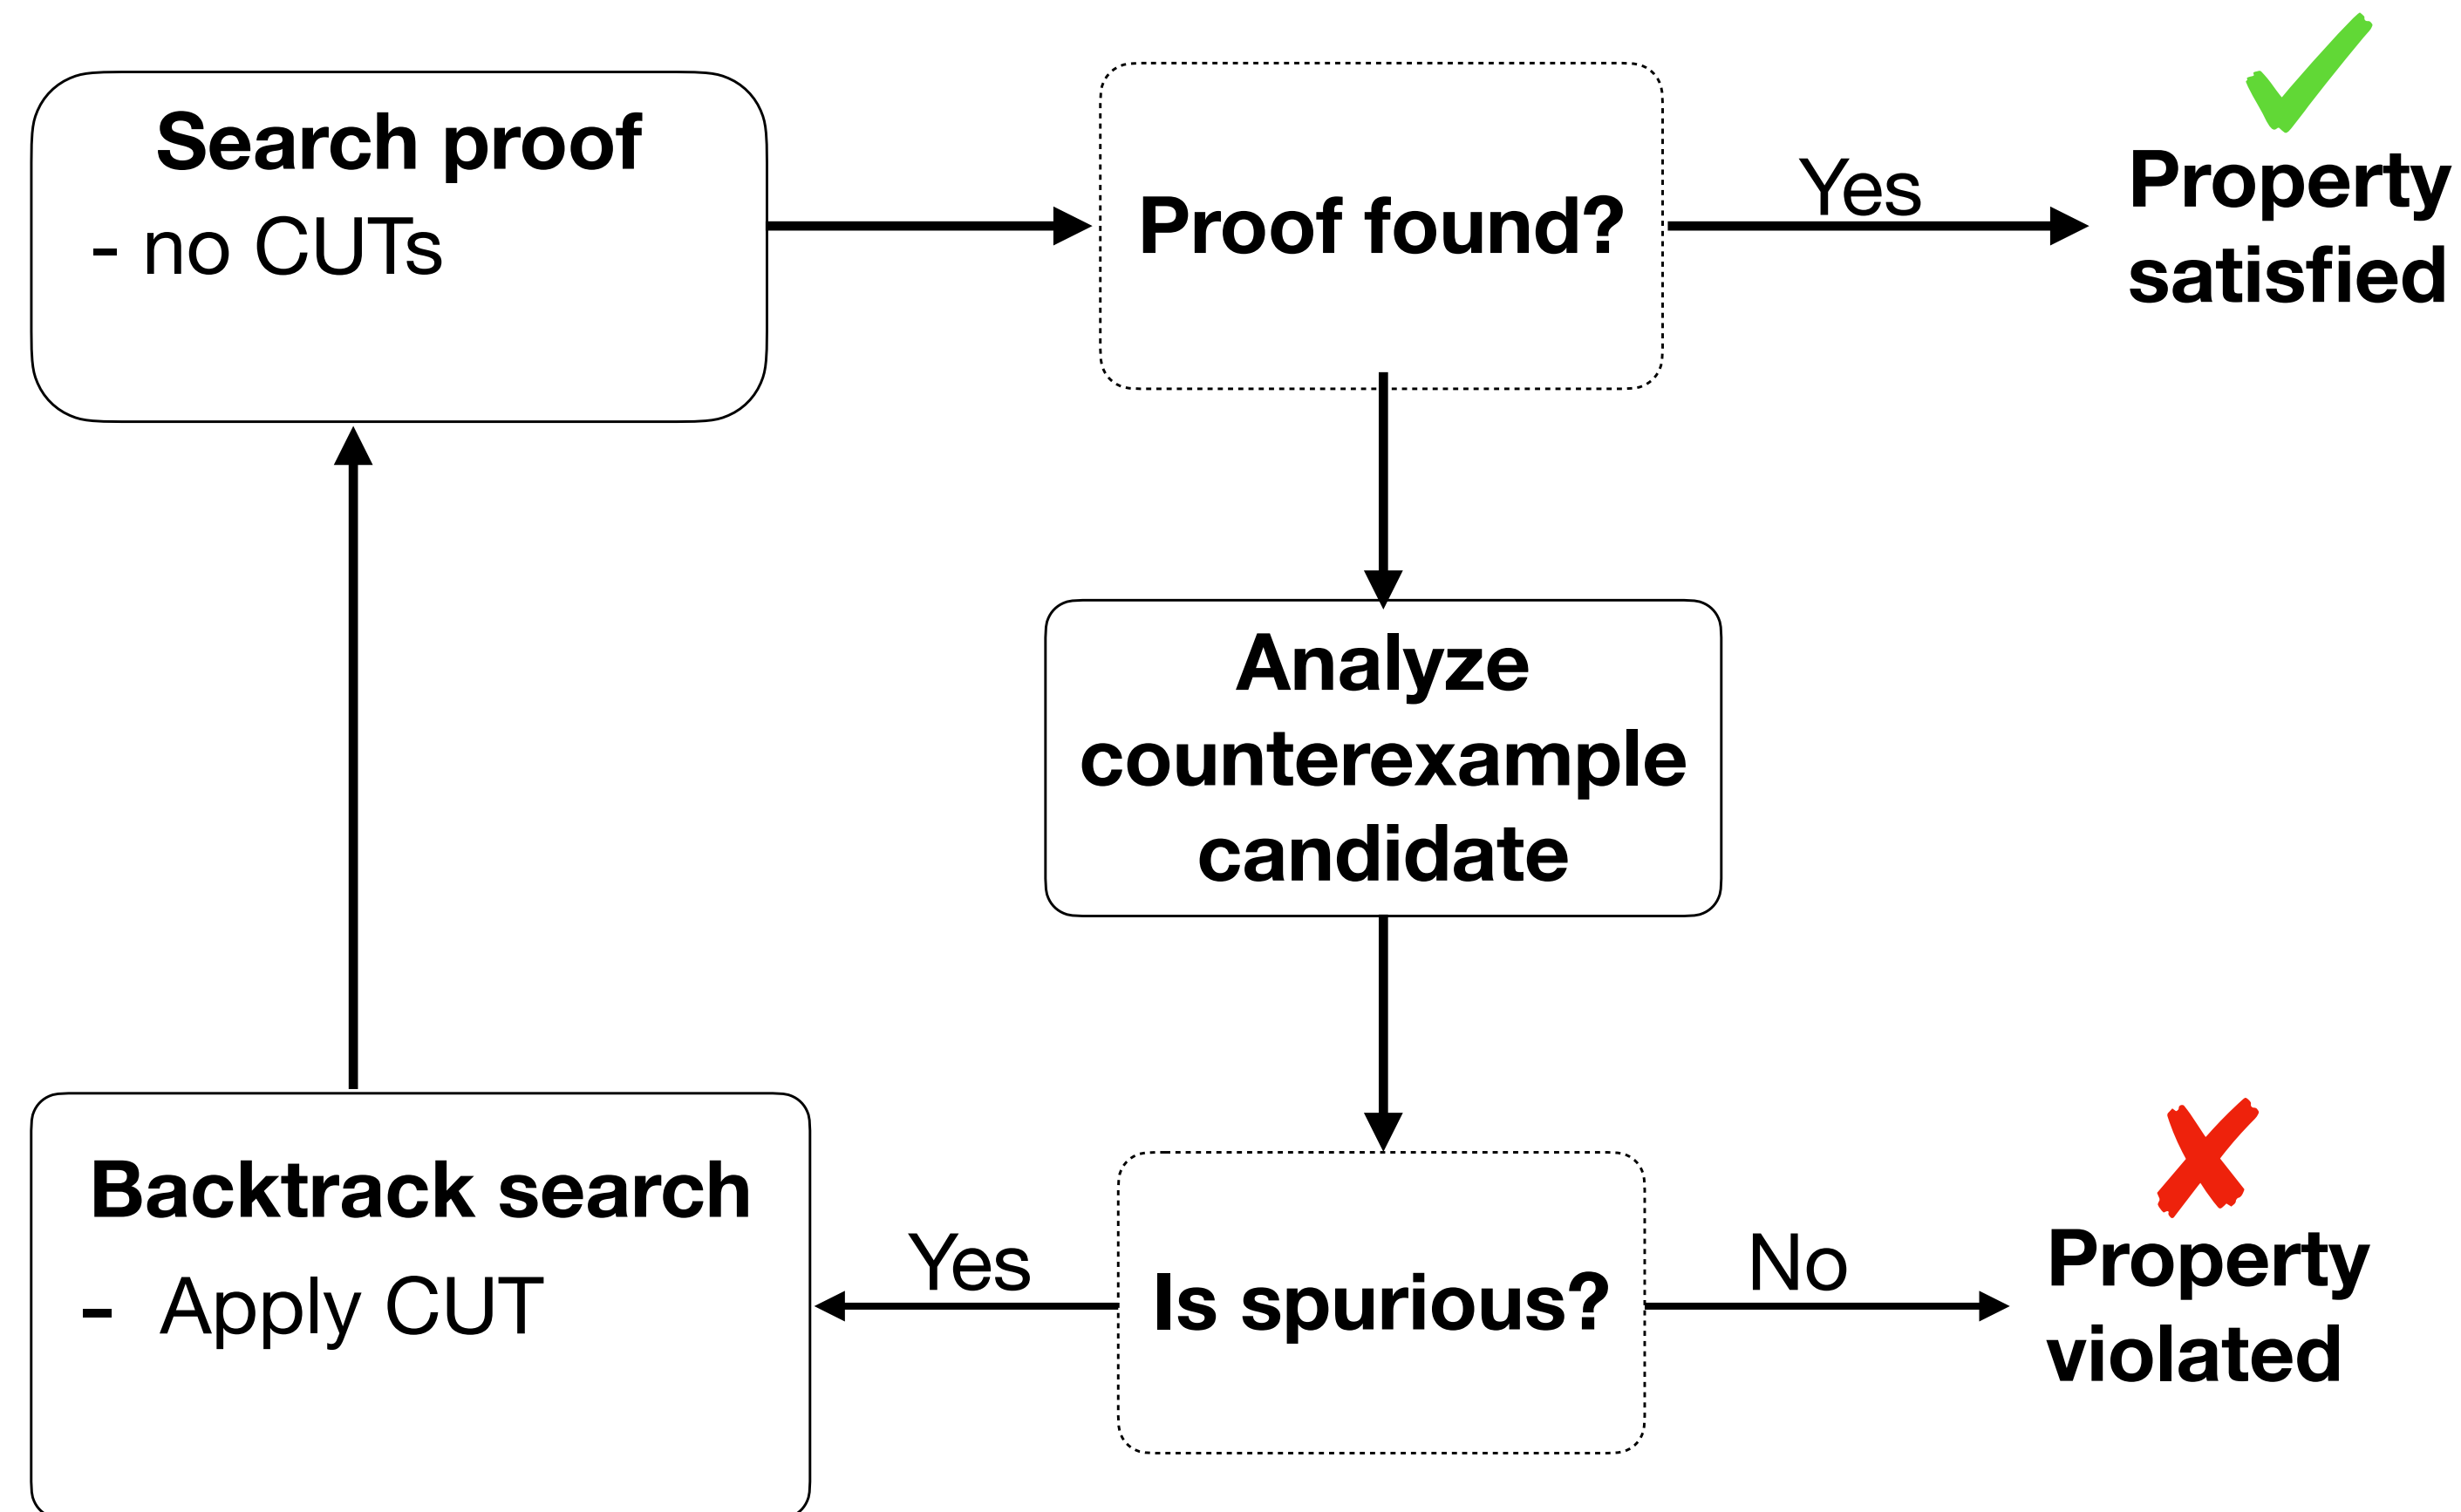 Search proof
- no CUTs
Proof found?
Yes
Property
satisfied
Analyze
counterexample
candidate
Backtrack search
- Apply CUT
Yes
Is spurious?
No
Property
violated